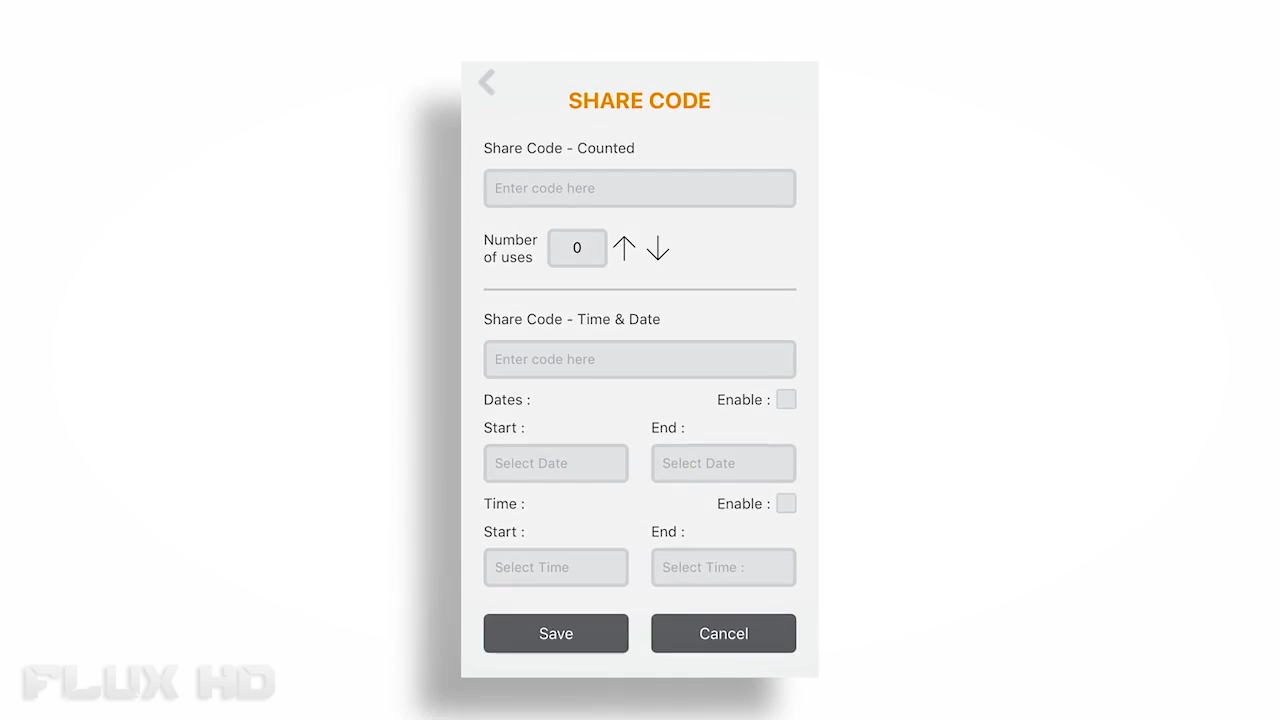 SHARE CODE
Share Code - Counted
Enter code here
Number
of uses
0
Share Code - Time & Date
Enter code here
Dates :
Enable :
Start :
End :
Select Date
Select Date
Time :
Enable :
Start :
End :
Select Time
Select Time :
Save
Cancel
FLUX HD